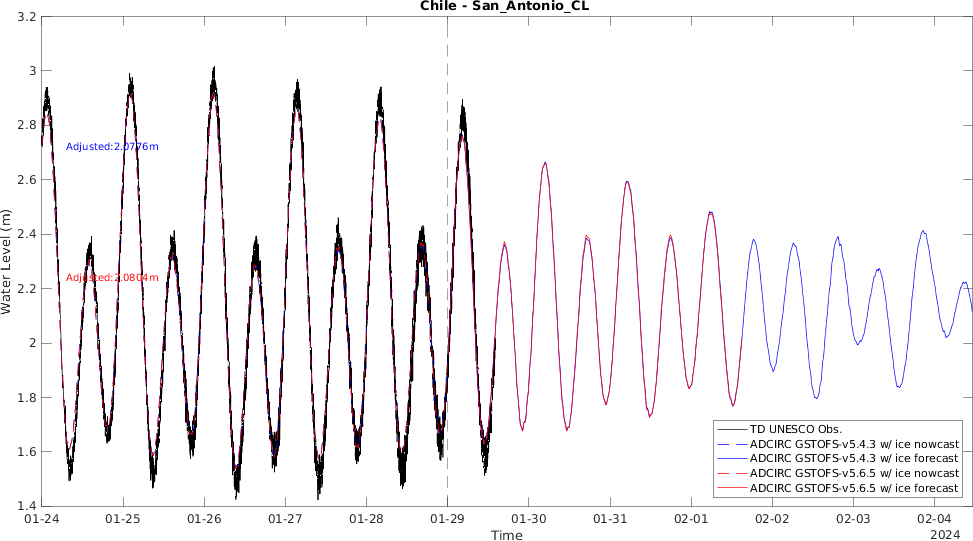 Chile - San_Antonio_CL
3.2
3
2.8
2.6
2.4
2.2
2
1.8
1.6
1.4
Water Level (m)
Adjusted:2.0776m
Adjusted:2.0804m
TD UNESCO Obs.
ADCIRC GSTOFS-v5.4.3 w/ ice nowcast
ADCIRC GSTOFS-v5.4.3 w/ ice forecast
ADCIRC GSTOFS-v5.6.5 w/ ice nowcast
ADCIRC GSTOFS-v5.6.5 w/ ice forecast
01-24 01-25 01-26 01-27 01-28 01-29 01-30 01-31 02-01 02-02 02-03 02-04
Time
2024